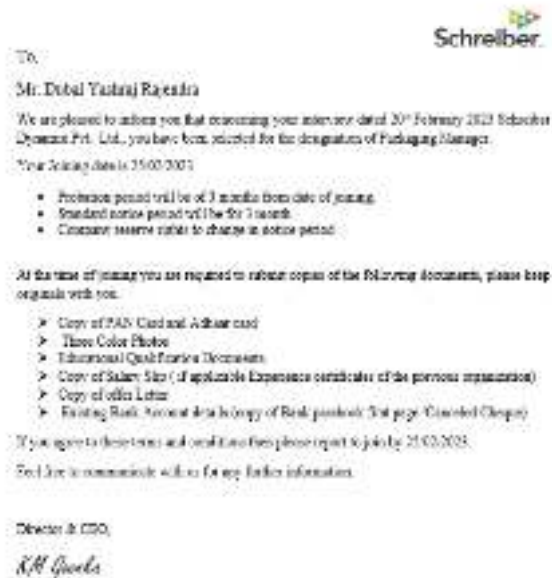 Schreiber.
To,
Mr. Dubal Yashraj Rajendra
We are pleased to inform you that concerning your interview dated 20th February 2023 Schreiber
Dynamix Pvt. Ltd., you have been selected for the designation of Packaging Manager.
Your Joining date is 25/02/2023
• Probation period will be of 3 months from date of joining.
• Standard notice period will be for 1 month
• Company reserve rights to change in notice period
At the time of joining you are required to submit copies of the following documents, please keep
originals with you.
➤ Copy of PAN Card and Adhaar card
➤ Three Color Photos
➤ Educational Qualification Documents
➤ Copy of Salary Slip ( if applicable Experience certificates of the previous organization)
➤ Copy of offer Letter
➤ Existing Bank Account details (copy of Bank passbook first page /Canceled Cheque)
If you agree to these terms and conditions then please report to join by 25/02/2023.
Feel free to communicate with us for any further information.
Director & CEO,
KM